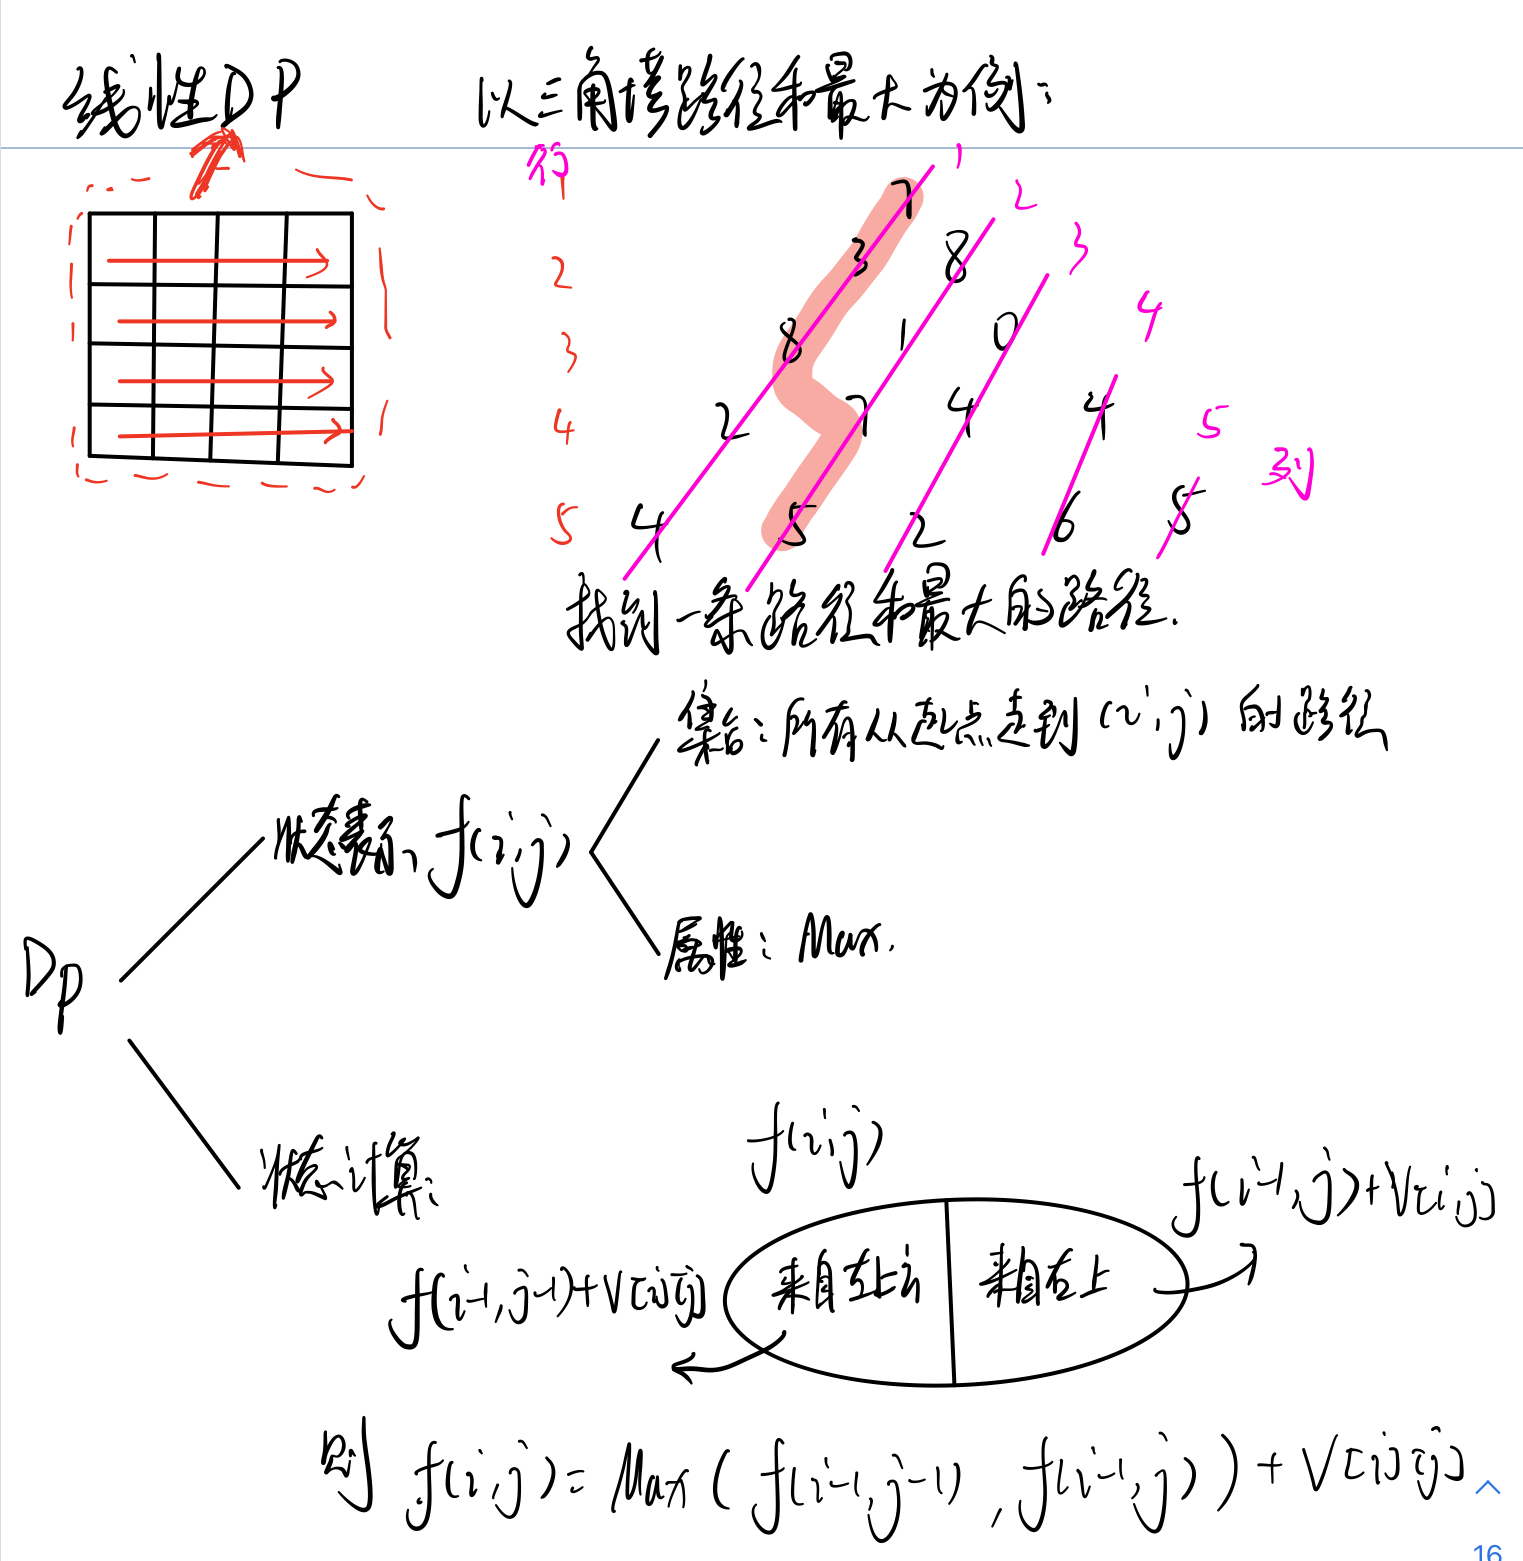 线性DP 以三角塔路径和最大为例:
行 1 1
7 2
2 3 8 3
3 8 1 0 4
4 2 7 4 4 5
列
5 4 5 2 6 5
找到一条路径和最大的路径.
集合:所有从起点走到(i,j)的路径
状态表示、f(i,j)
属性:Max.
Dp
状态计算:
f(i,j)
f(i-1,j)+V[i,j]
f(i-1,j-1)+V[i][j] 来自左上 来自右上
则 f(i,j)=Max(f(i-1,j-1),f(i-1,j))+V[i][j]
16